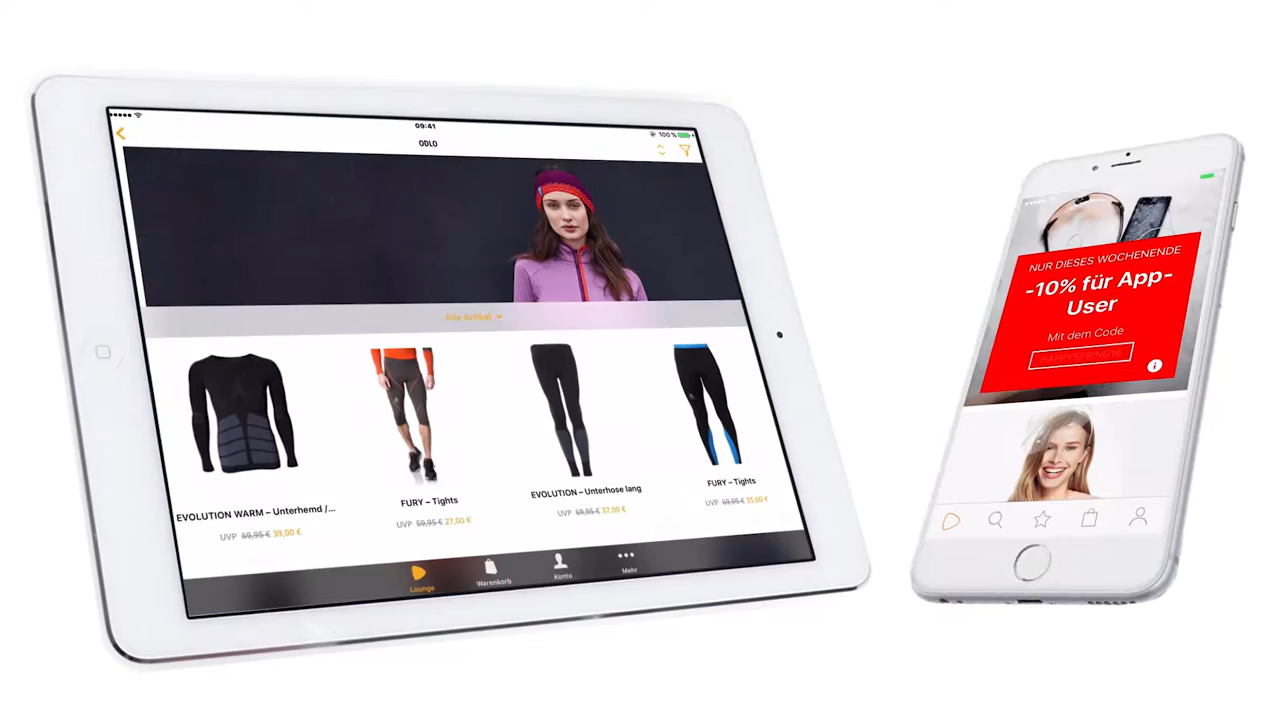 09:41
100 %
ODLO
Alle Artikel
EVOLUTION WARM – Unterhemd /...
UVP 69,95 € 39,00 €
FURY – Tights
UVP 59,95 € 27,00 €
EVOLUTION – Unterhose lang
UVP 69,95 € 37,00 €
FURY – Tights
UVP 69,95 € 35,00 €
Lounge
Warenkorb
Konto
Mehr
NUR DIESES WOCHENENDE
-10% für App-
User
Mit dem Code
HAPPYSPRING16